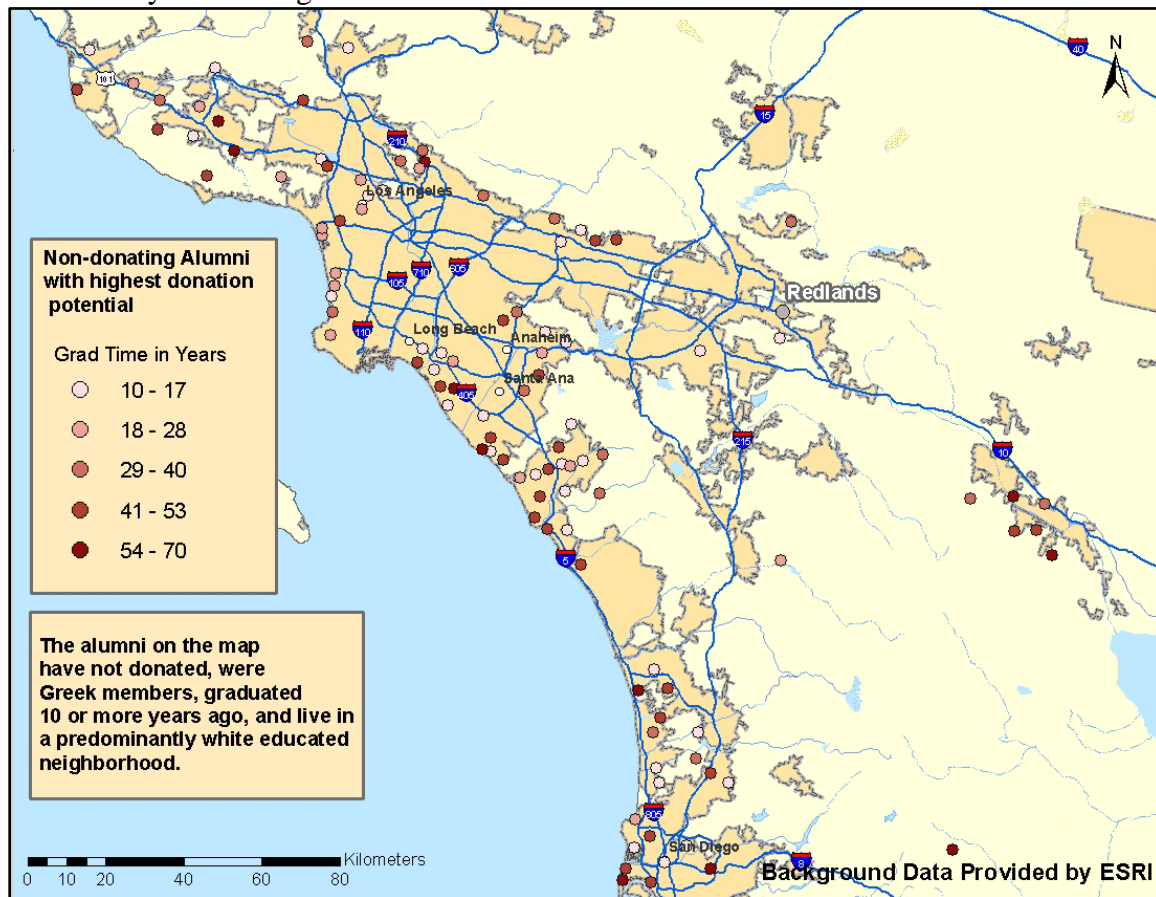 40
N
101
15
210
Los Angeles
Non-donating Alumni
with highest donation
potential
710
605
105
Redlands
Grad Time in Years
110
Long Beach
Anaheim
10 - 17
Santa Ana
405
18 - 28
215
10
29 - 40
41 - 53
54 - 70
5
The alumni on the map
have not donated, were
Greek members, graduated
10 or more years ago, and live in
a predominantly white educated
neighborhood.
805
San Diego
8
Kilometers
0 10 20 40 60 80
Background Data Provided by ESRI